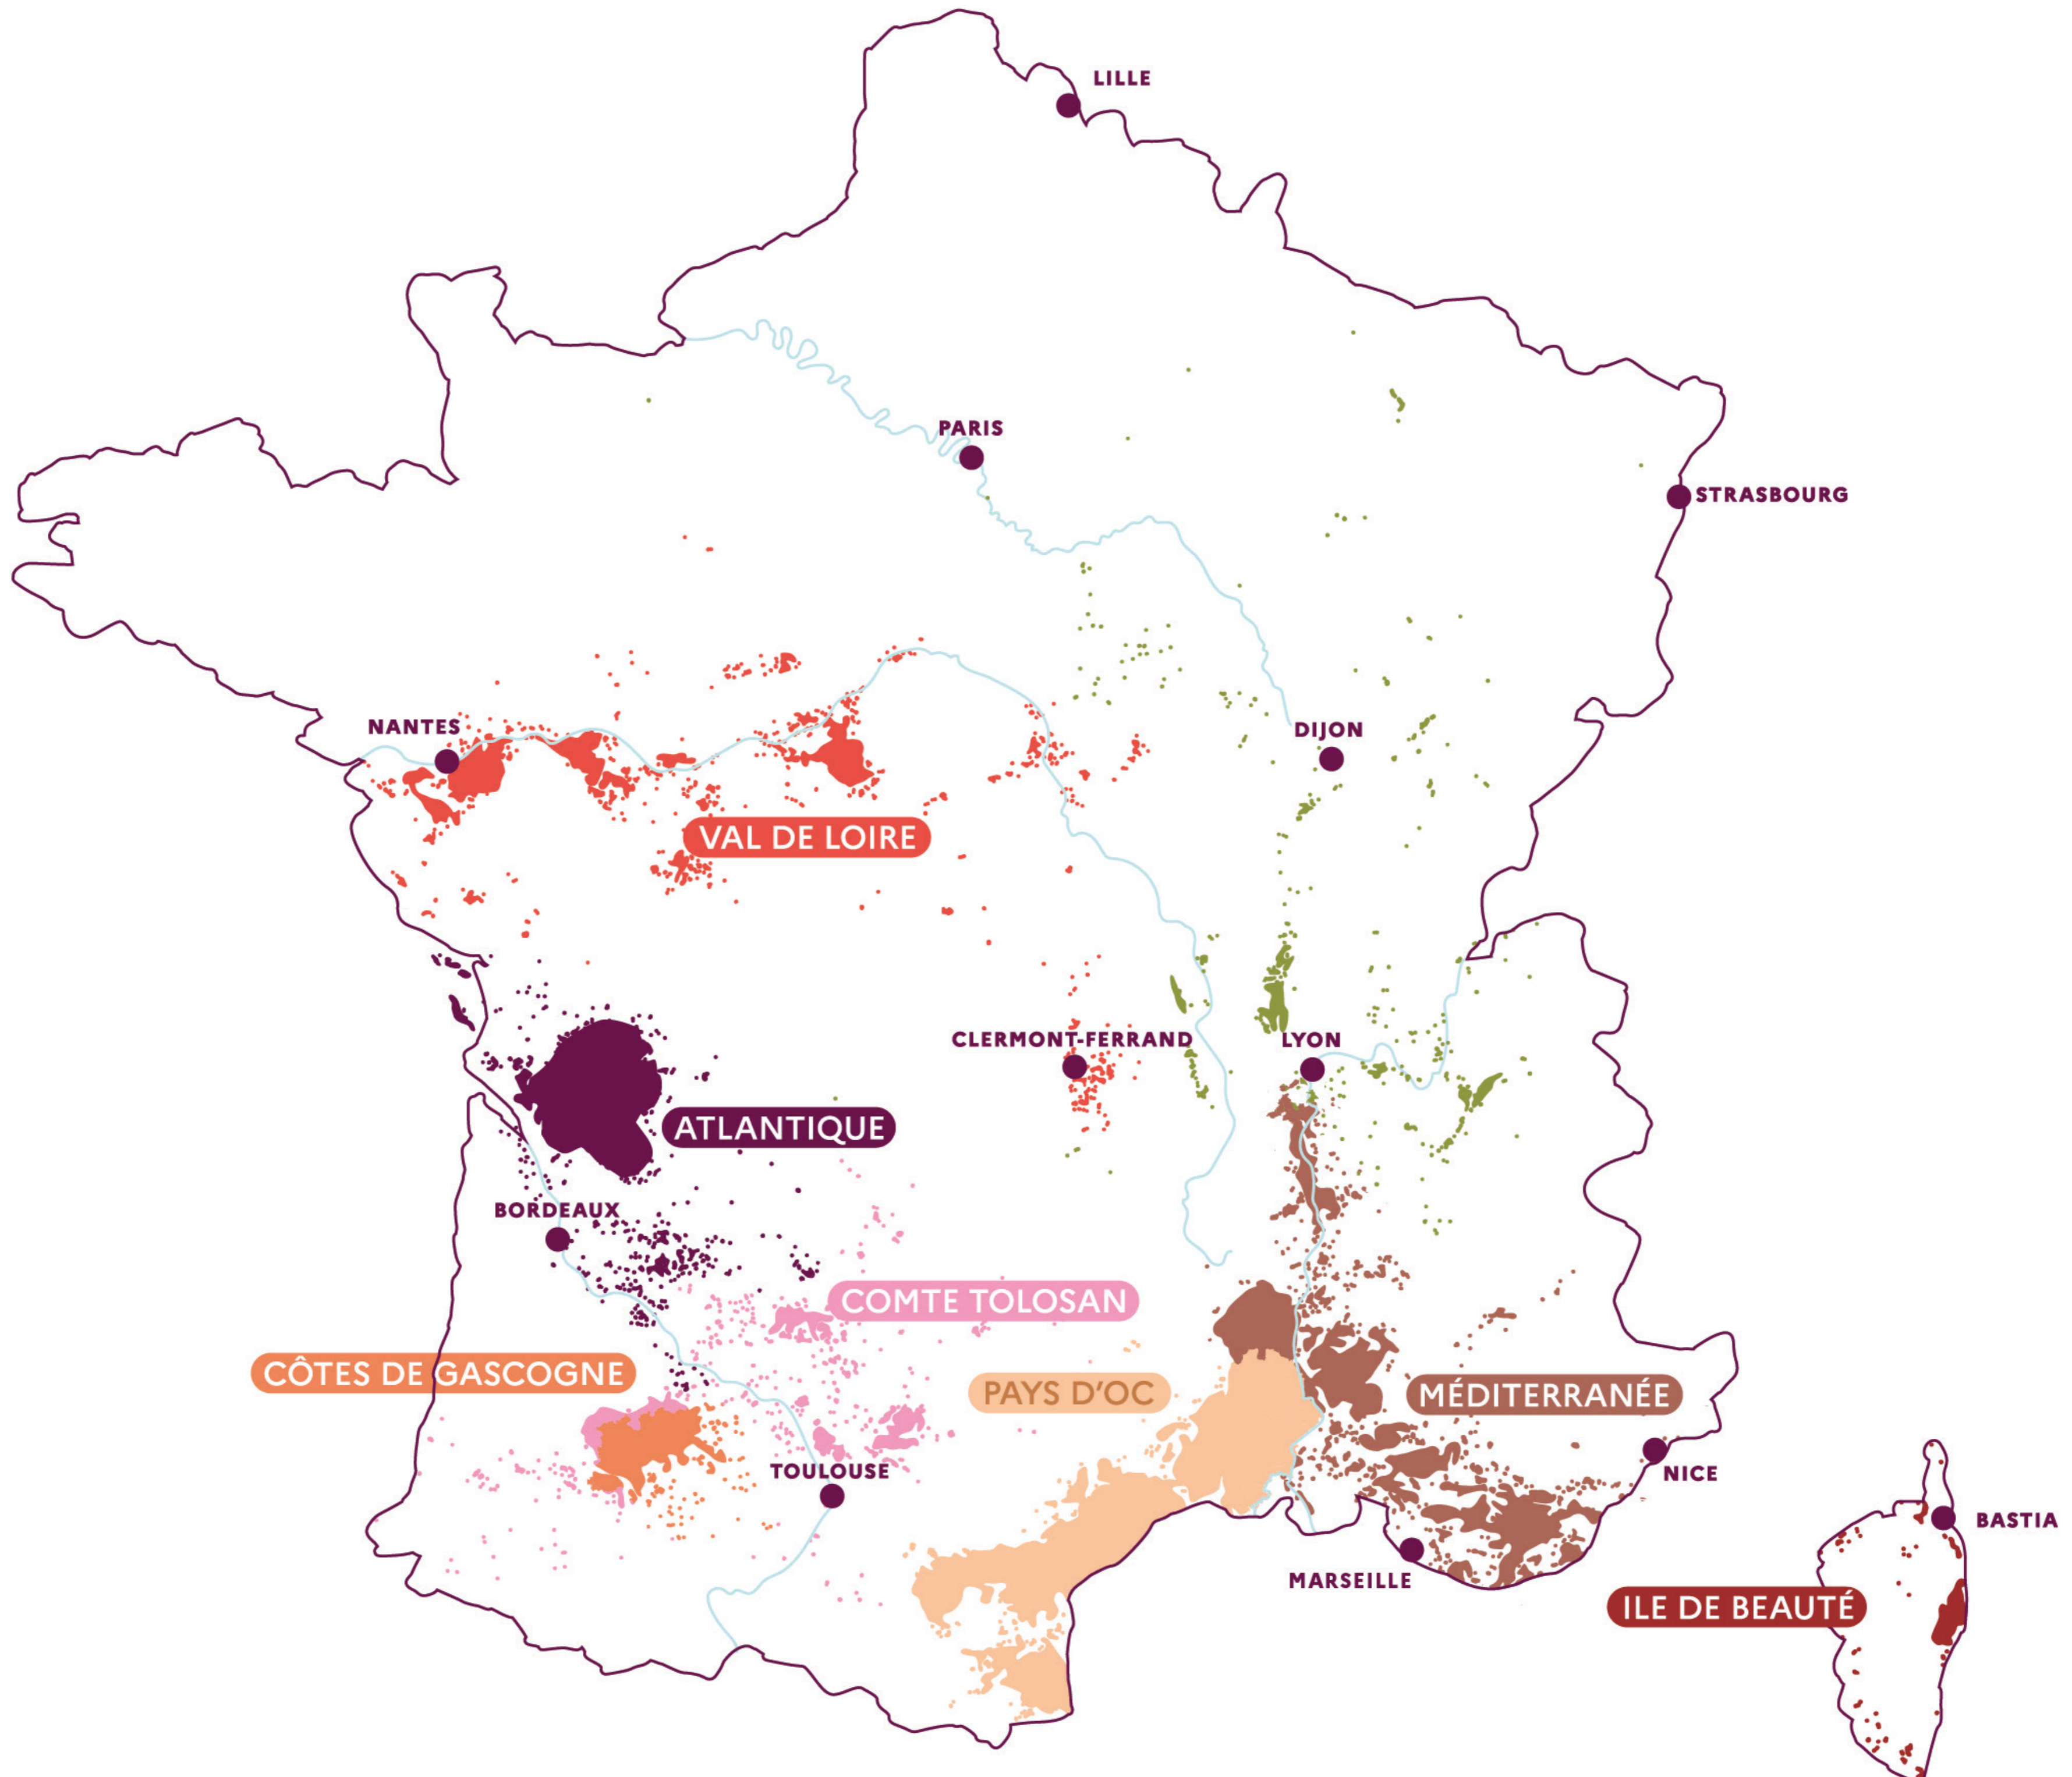 LILLE
PARIS
STRASBOURG
NANTES
DIJON
VAL DE LOIRE
CLERMONT-FERRAND
LYON
ATLANTIQUE
BORDEAUX
COMTE TOLOSAN
CÔTES DE GASCOGNE
PAYS D'OC
MÉDITERRANÉE
TOULOUSE
NICE
BASTIA
MARSEILLE
ILE DE BEAUTÉ